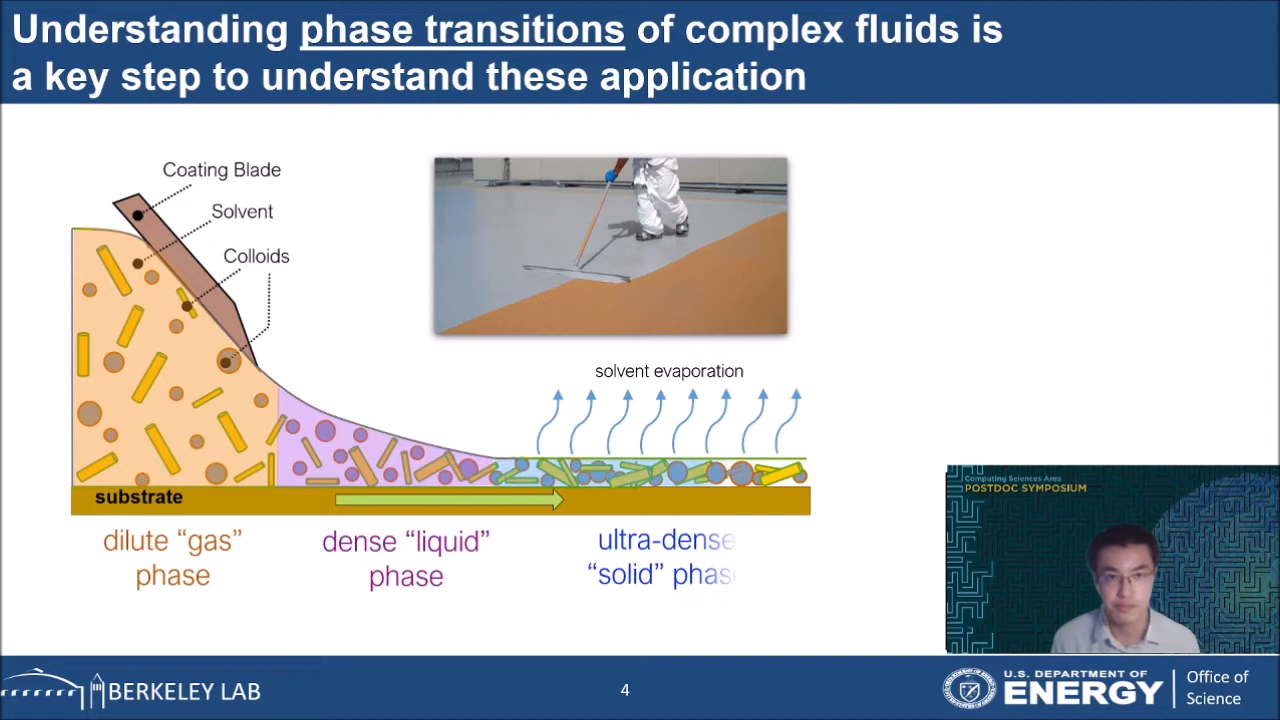 Understanding phase transitions of complex fluids is
a key step to understand these application
Coating Blade
Solvent
Colloids
solvent evaporation
substrate
dilute “gas”
phase
dense “liquid”
phase
ultra-dense
“solid” phase
Computing Sciences Area
POSTDOC SYMPOSIUM
BERKELEY LAB
4
U.S. DEPARTMENT OF
ENERGY
Office of
Science